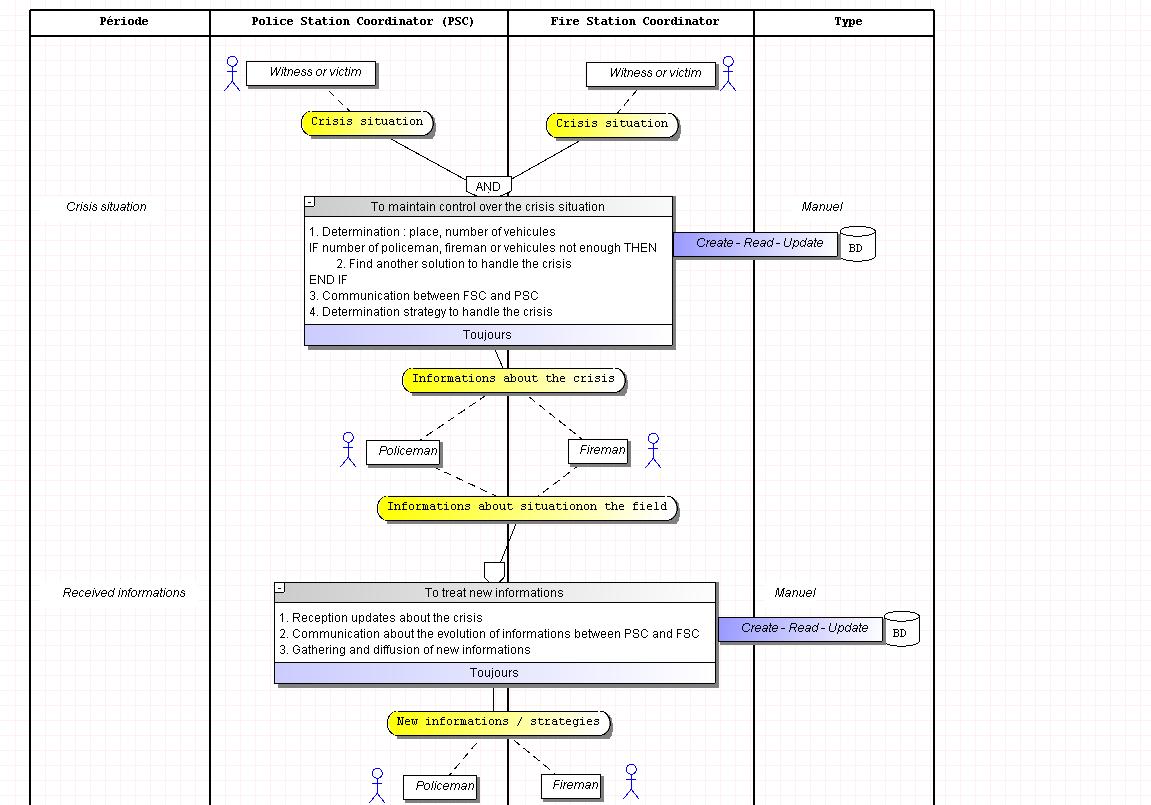 Période
Police Station Coordinator (PSC)
Fire Station Coordinator
Type
Witness or victim
Witness or victim
Crisis situation
Crisis situation
AND
Crisis situation
To maintain control over the crisis situation
Manuel
1. Determination : place, number of vehicules
IF number of policeman, fireman or vehicules not enough THEN
2. Find another solution to handle the crisis
END IF
3. Communication between FSC and PSC
4. Determination strategy to handle the crisis
Create - Read - Update
BD
Toujours
Informations about the crisis
Policeman
Fireman
Informations about situationon the field
Received informations
To treat new informations
Manuel
1. Reception updates about the crisis
2. Communication about the evolution of informations between PSC and FSC
3. Gathering and diffusion of new informations
Create - Read - Update
BD
Toujours
New informations / strategies
Policeman
Fireman